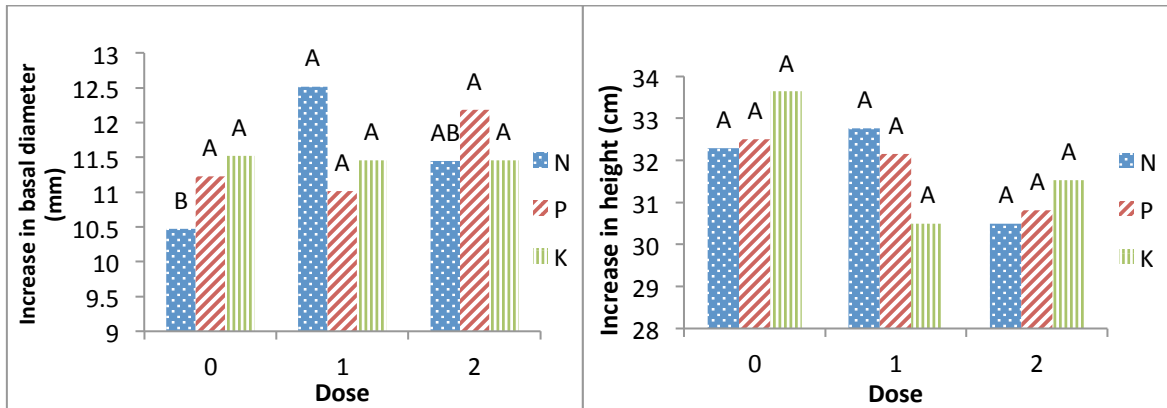 Increase in basal diameter
(mm)
13
12.5
12
11.5
11
10.5
10
9.5
9
B
A
A
A
A
A
AB
A
A
0
1
2
Dose
N
P
K
Increase in height (cm)
34
33
32
31
30
29
28
A
A
A
A
A
A
A
A
A
0
1
2
Dose
N
P
K